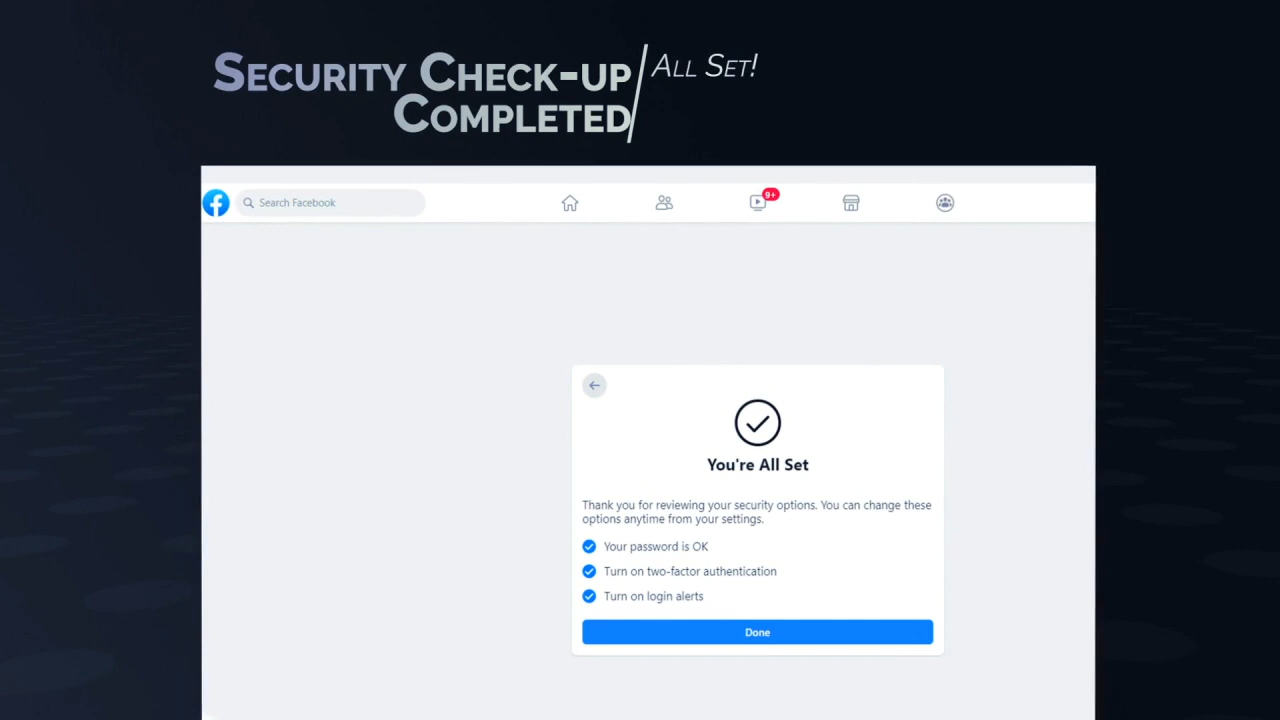 Security Check-up
Completed
All Set!
Search Facebook
9+
You're All Set
Thank you for reviewing your security options. You can change these
options anytime from your settings.
Your password is OK
Turn on two-factor authentication
Turn on login alerts
Done